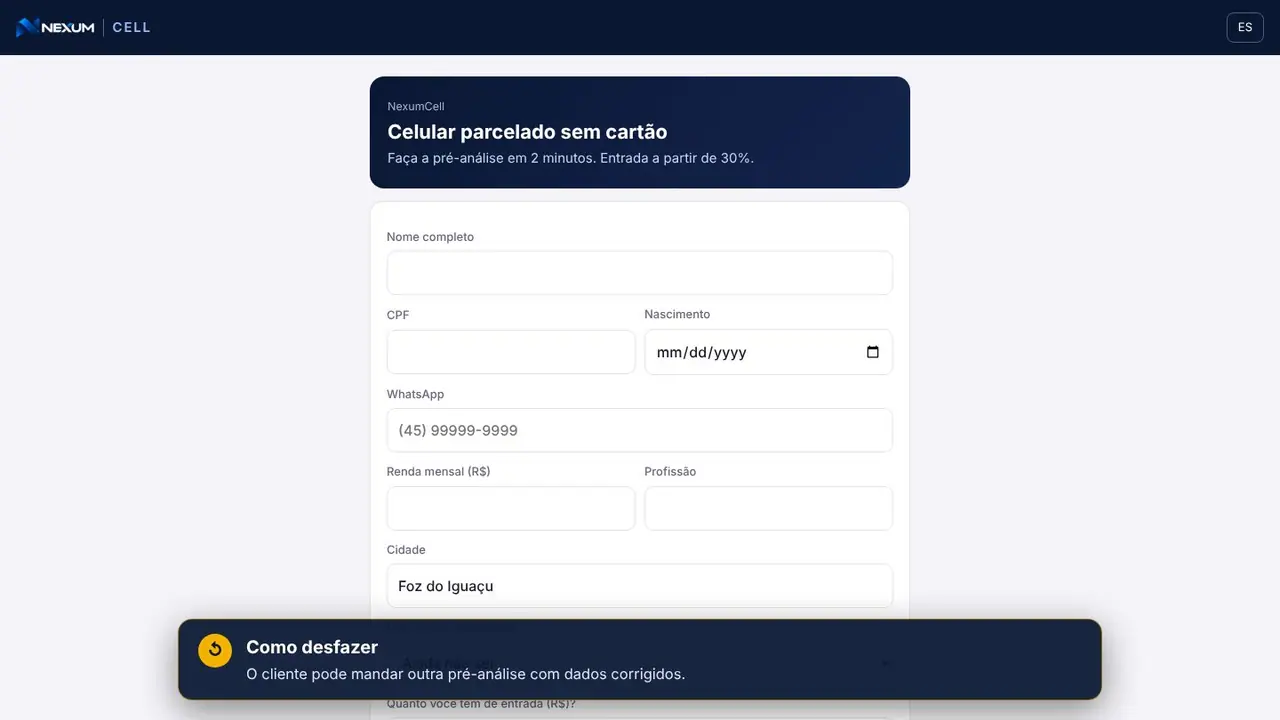 NEXUM | CELL
ES
NexumCell
Celular parcelado sem cartão
Faça a pré-análise em 2 minutos. Entrada a partir de 30%.
Nome completo
CPF
Nascimento
mm/dd/yyyy
WhatsApp
(45) 99999-9999
Renda mensal (R$)
Profissão
Cidade
Foz do Iguaçu
Como desfazer
O cliente pode mandar outra pré-análise com dados corrigidos.
Quanto você tem de entrada (R$)?